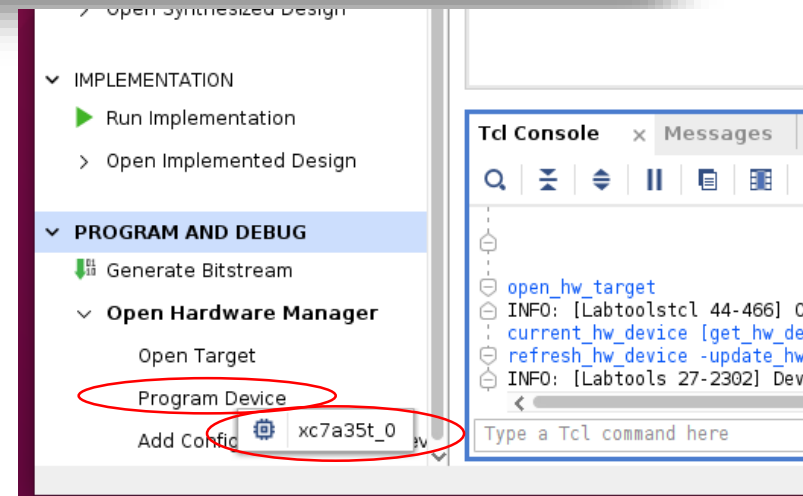 Open Synthesized Design
IMPLEMENTATION
Run Implementation
Open Implemented Design
PROGRAM AND DEBUG
Generate Bitstream
Open Hardware Manager
Open Target
Program Device
xc7a35t_0
Add Config
Tcl Console
Messages
open_hw_target
INFO: [Labtoolstcl 44-466] O
current_hw_device [get_hw_de
refresh_hw_device -update_hw
INFO: [Labtools 27-2302] Dev
Type a Tcl command here